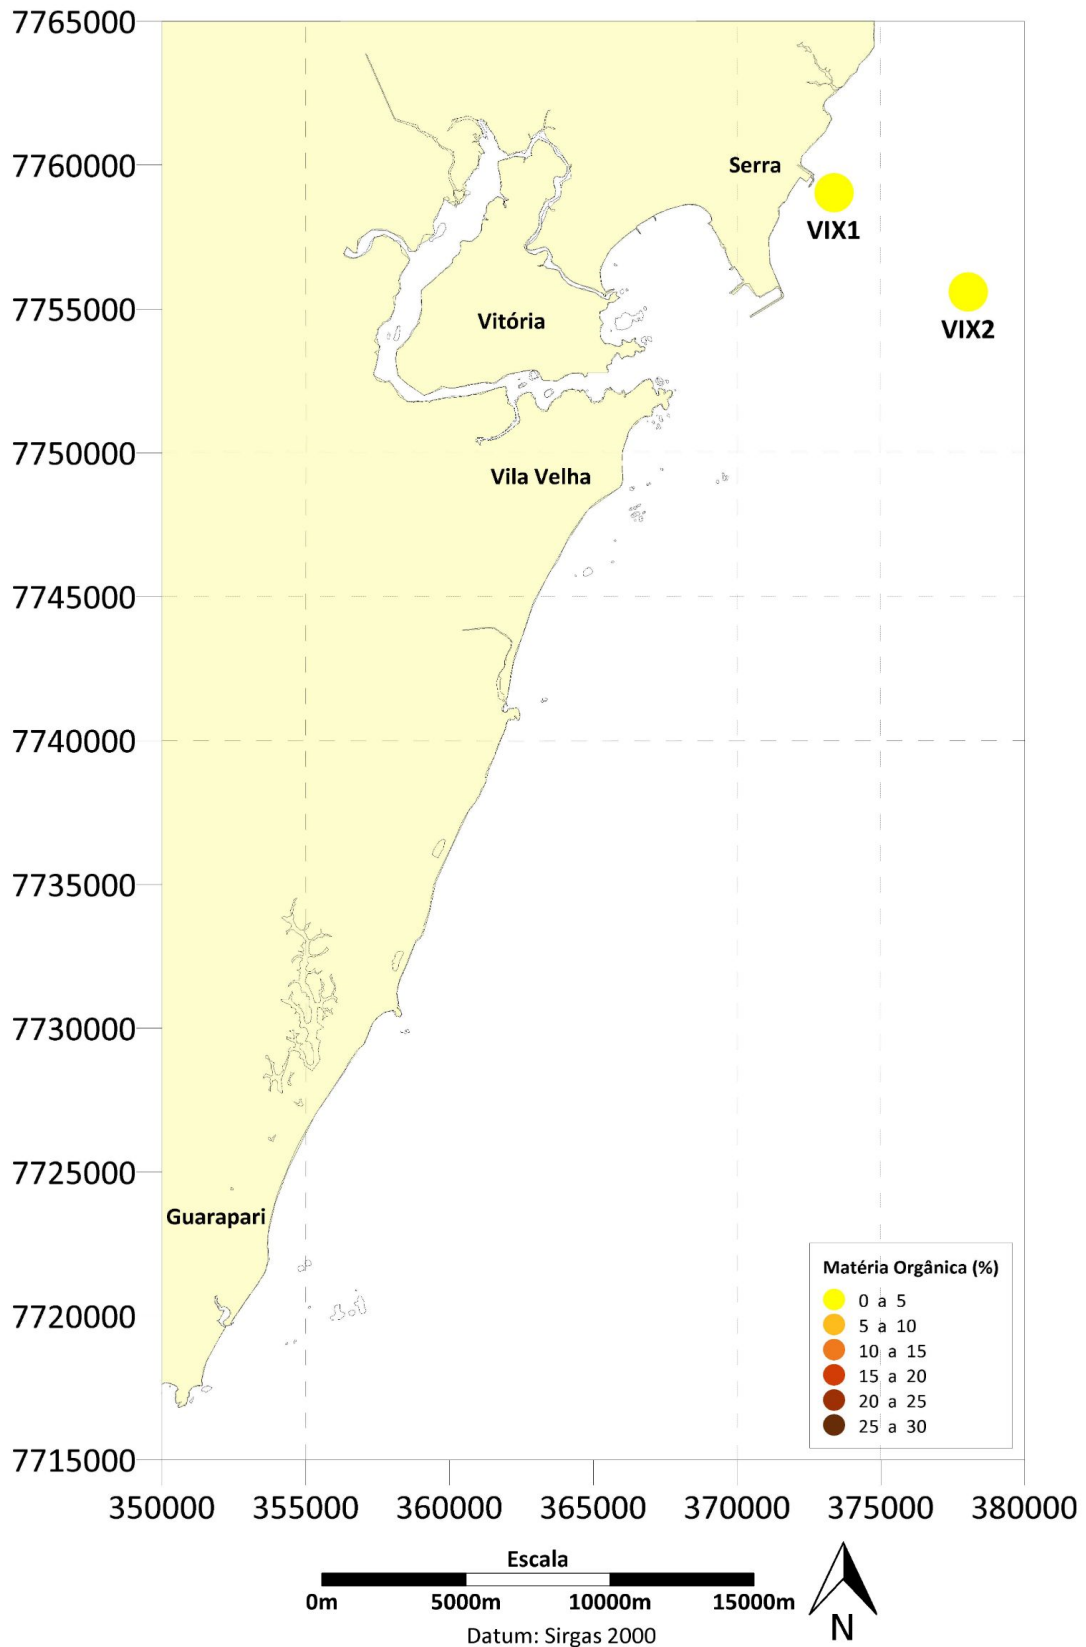 7765000
7760000
Serra
VIX1
7755000
Vitória
VIX2
7750000
Vila Velha
7745000
7740000
7735000
7730000
7725000
Guarapari
7720000
Matéria Orgânica (%)
0 a 5
5 a 10
10 a 15
15 a 20
20 a 25
25 a 30
7715000
350000 355000 360000 365000 370000 375000 380000
Escala
0m 5000m 10000m 15000m
N
Datum: Sirgas 2000